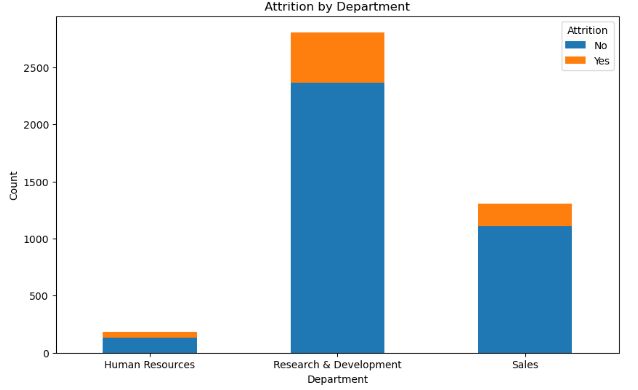 Attrition by Department
Attrition
No
Yes
Count
2500
2000
1500
1000
500
0
Human Resources
Research & Development
Sales
Department